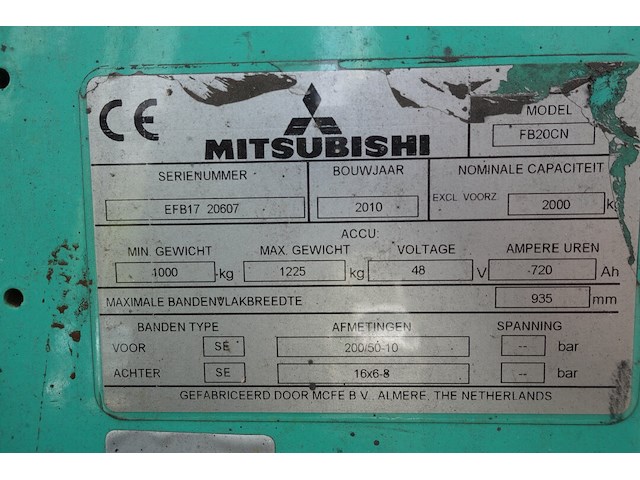 CE
MITSUBISHI
MODEL
FB20CN
SERIENUMMER BOUWJAAR NOMINALE CAPACITEIT
EFB17 20607 2010 EXCL VOORZ. 2000 kg
ACCU:
MIN. GEWICHT MAX. GEWICHT VOLTAGE AMPERE UREN
1000 kg 1225 kg 48 V 720 Ah
MAXIMALE BANDENVLAKBREEDTE 935 mm
BANDEN TYPE AFMETINGEN SPANNING
VOOR SE 200/50-10 -- bar
ACHTER SE 16x6-8 -- bar
GEFABRICEERD DOOR MCFE B.V., ALMERE, THE NETHERLANDS